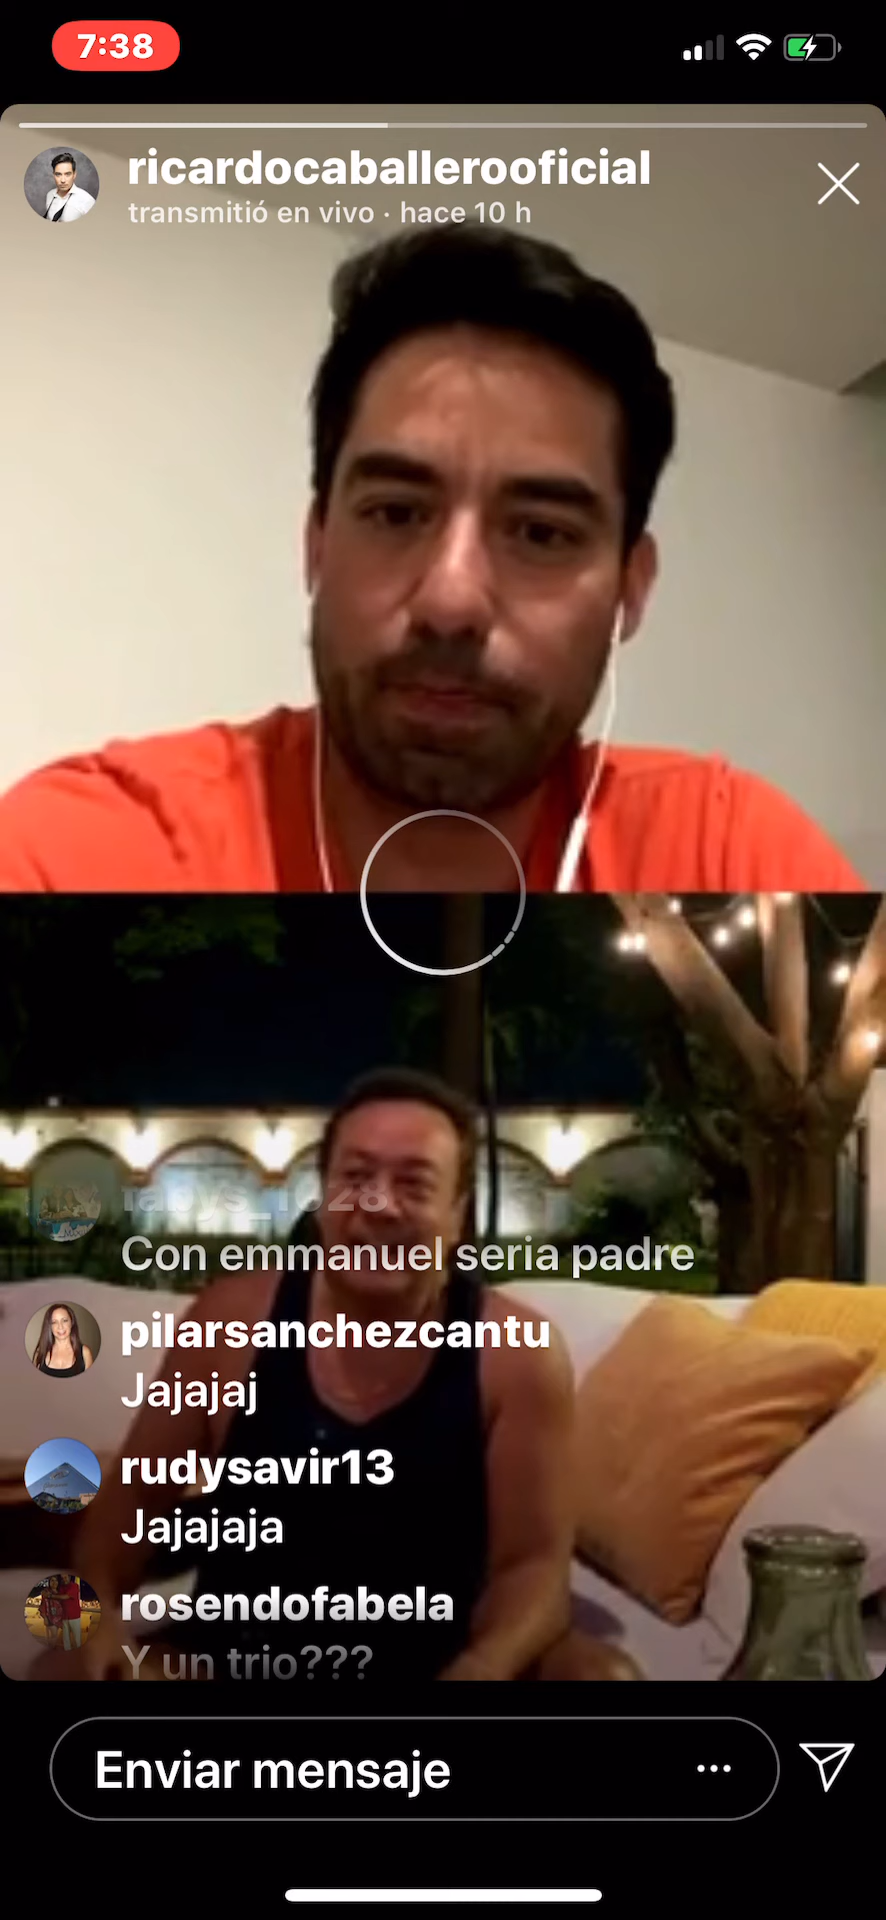 7:38
ricardocaballerooficial
transmitió en vivo · hace 10 h
Con emmanuel seria padre
pilarsanchezcantu
Jajajaj
rudysavir13
Jajajaja
rosendofabela
Y un trio???
Enviar mensaje